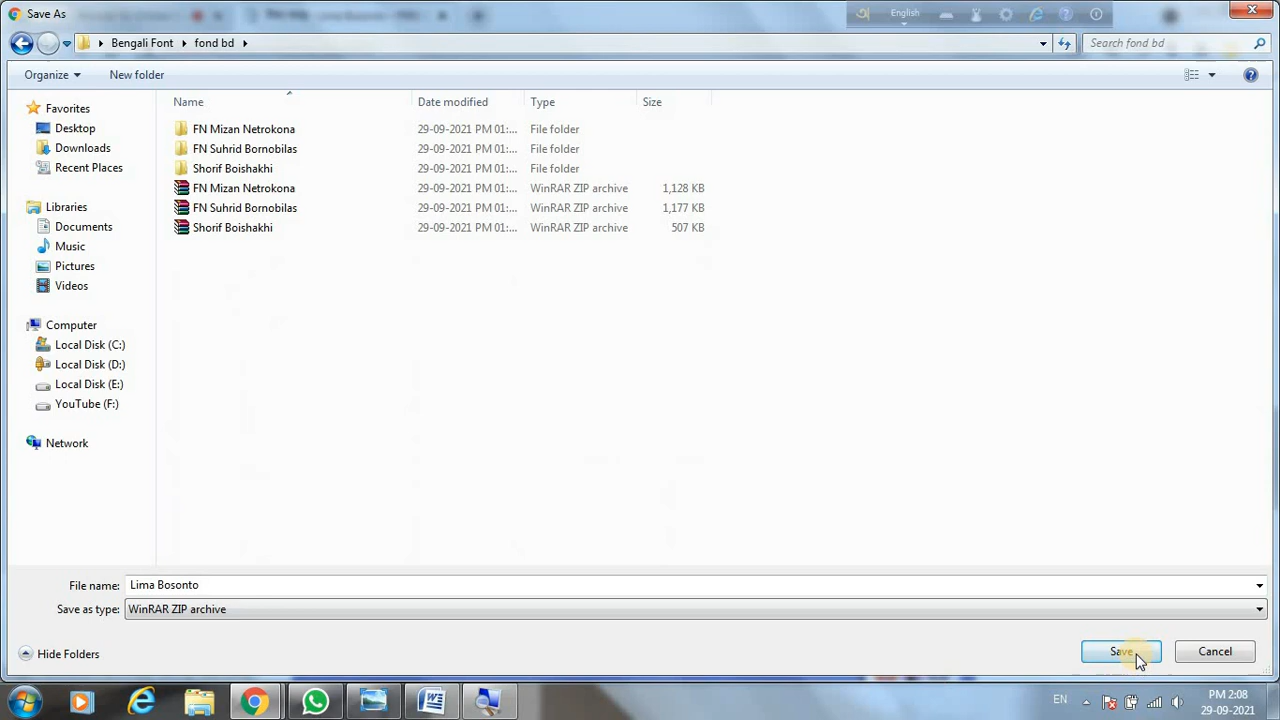 Save As
English
Bengali Font
fond bd
Search fond bd
Organize
New folder
Name
Date modified
Type
Size
Favorites
Desktop
Downloads
Recent Places
Libraries
Documents
Music
Pictures
Videos
Computer
Local Disk (C:)
Local Disk (D:)
Local Disk (E:)
YouTube (F:)
Network
FN Mizan Netrokona 29-09-2021 PM 01:... File folder
FN Suhrid Bornobilas 29-09-2021 PM 01:... File folder
Shorif Boishakhi 29-09-2021 PM 01:... File folder
FN Mizan Netrokona 29-09-2021 PM 01:... WinRAR ZIP archive 1,128 KB
FN Suhrid Bornobilas 29-09-2021 PM 01:... WinRAR ZIP archive 1,177 KB
Shorif Boishakhi 29-09-2021 PM 01:... WinRAR ZIP archive 507 KB
File name: Lima Bosonto
Save as type: WinRAR ZIP archive
Hide Folders
Save
Cancel
EN
PM 2:08
29-09-2021